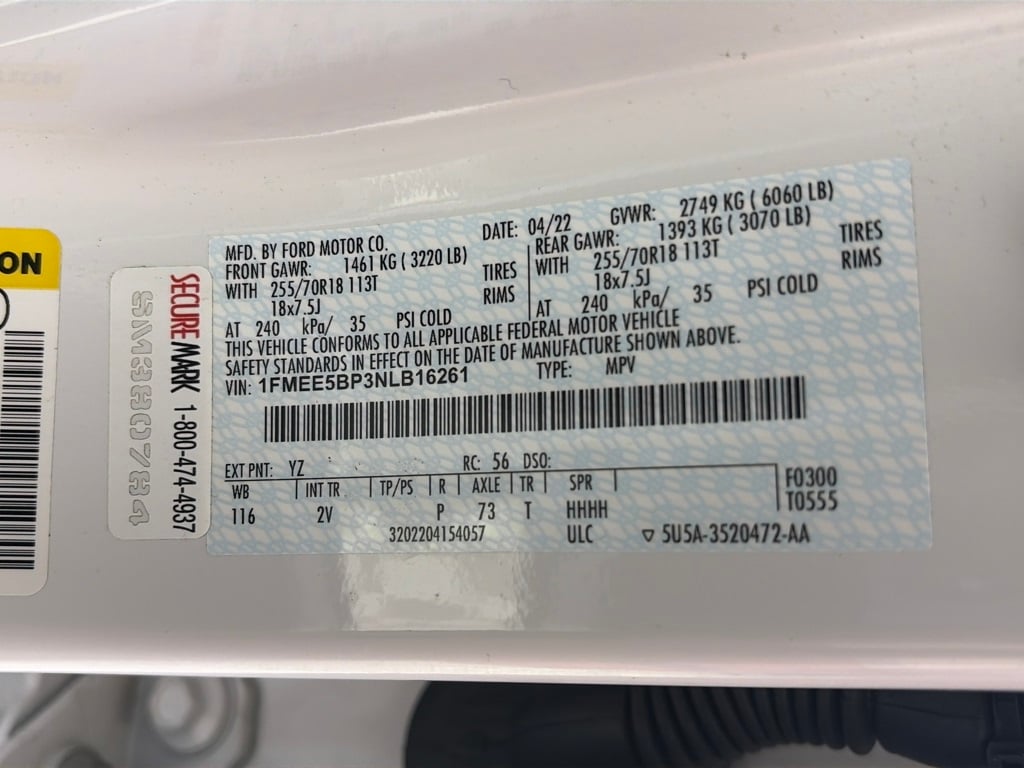 ON
SECUREMARK 1-800-474-4937
MFD. BY FORD MOTOR CO.
DATE: 04/22 GVWR: 2749 KG ( 6060 LB)
FRONT GAWR: 1461 KG ( 3220 LB)
WITH 255/70R18 113T TIRES
18x7.5J RIMS
AT 240 kPa/ 35 PSI COLD
REAR GAWR: 1393 KG ( 3070 LB)
WITH 255/70R18 113T TIRES
18x7.5J RIMS
AT 240 kPa/ 35 PSI COLD
THIS VEHICLE CONFORMS TO ALL APPLICABLE FEDERAL MOTOR VEHICLE
SAFETY STANDARDS IN EFFECT ON THE DATE OF MANUFACTURE SHOWN ABOVE.
VIN: 1FMEE5BP3NLB16261 TYPE: MPV
EXT PNT: YZ RC: 56 DSO:
WB INT TR TP/PS R AXLE TR SPR F0300
116 2V P 73 T HHHH T0555
3202204154057 ULC 5U5A-3520472-AA